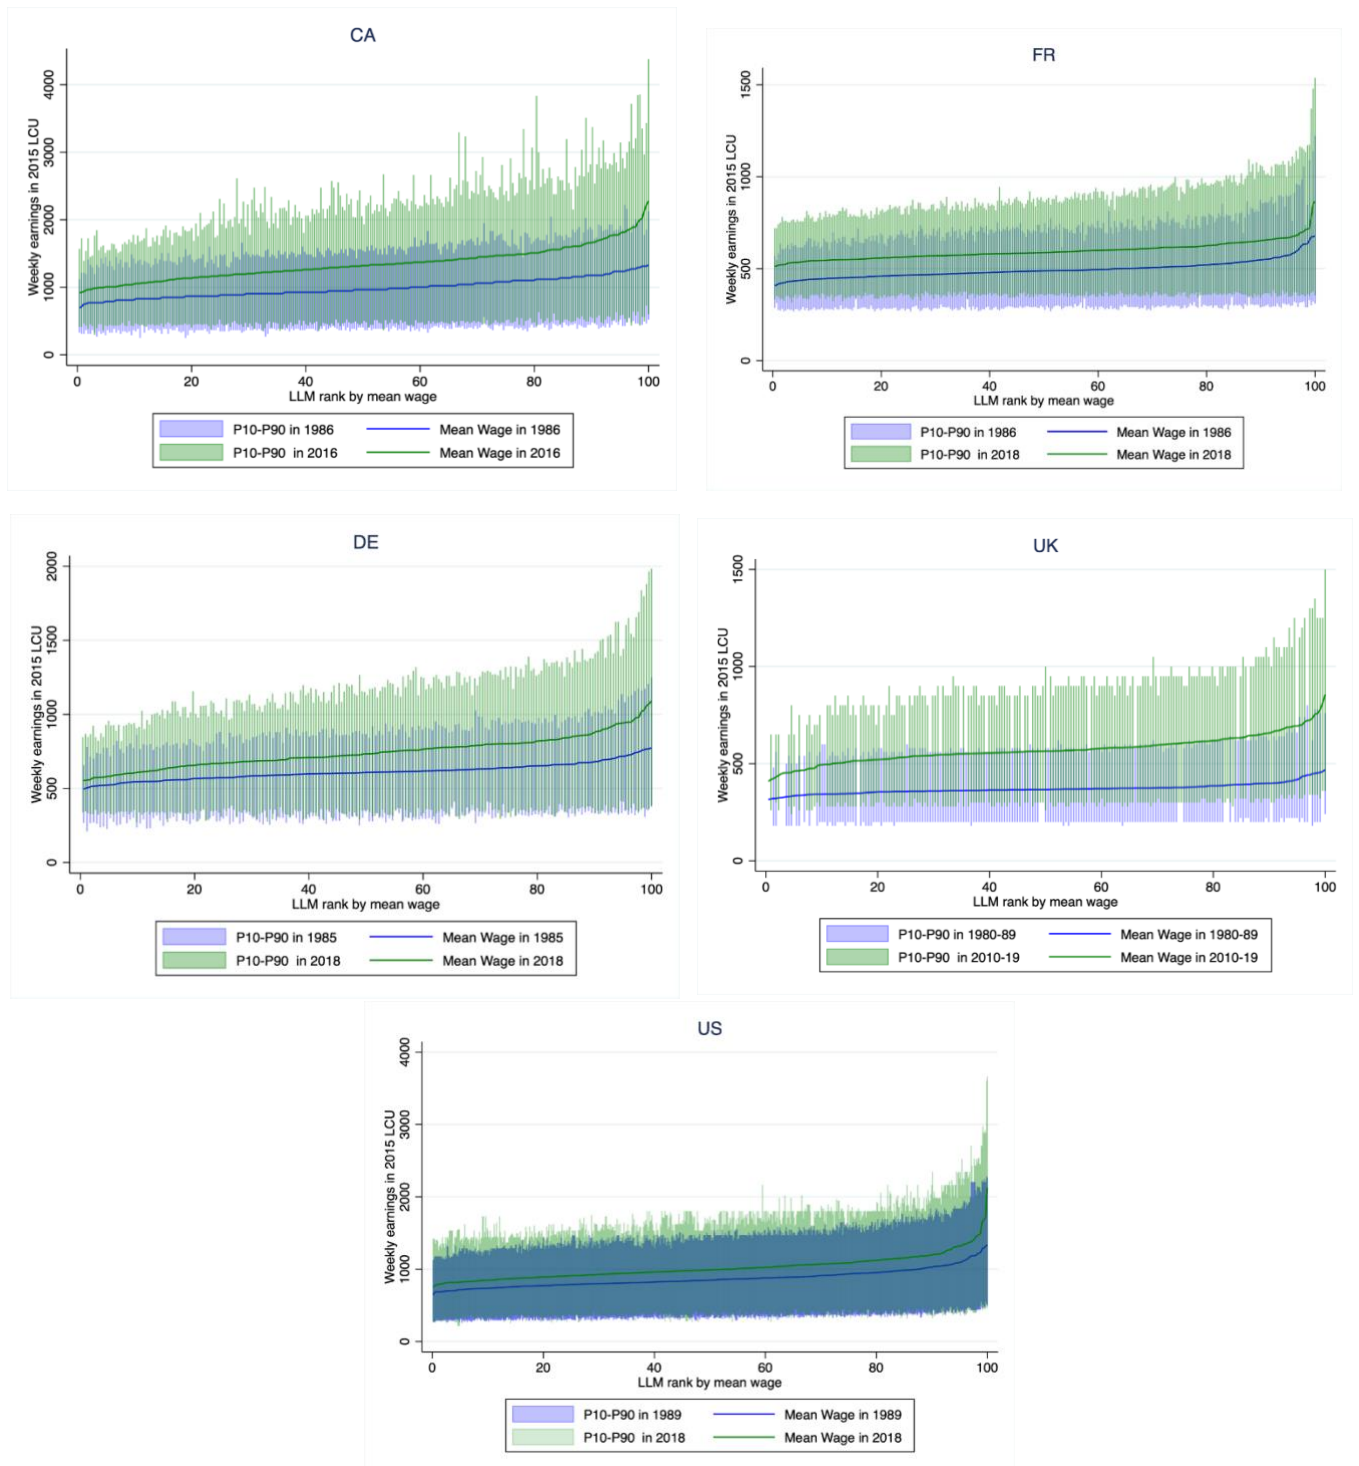 CA
Weekly earnings in 2015 LCU
4000
3000
2000
1000
0
0 20 40 60 80 100
LLM rank by mean wage
P10-P90 in 1986 Mean Wage in 1986
P10-P90 in 2016 Mean Wage in 2016
FR
Weekly earnings in 2015 LCU
1500
1000
500
0
0 20 40 60 80 100
LLM rank by mean wage
P10-P90 in 1986 Mean Wage in 1986
P10-P90 in 2018 Mean Wage in 2018
DE
Weekly earnings in 2015 LCU
2000
1500
1000
500
0
0 20 40 60 80 100
LLM rank by mean wage
P10-P90 in 1985 Mean Wage in 1985
P10-P90 in 2018 Mean Wage in 2018
UK
Weekly earnings in 2015 LCU
1500
1000
500
0
0 20 40 60 80 100
LLM rank by mean wage
P10-P90 in 1980-89 Mean Wage in 1980-89
P10-P90 in 2010-19 Mean Wage in 2010-19
US
Weekly earnings in 2015 LCU
4000
3000
2000
1000
0
0 20 40 60 80 100
LLM rank by mean wage
P10-P90 in 1989 Mean Wage in 1989
P10-P90 in 2018 Mean Wage in 2018